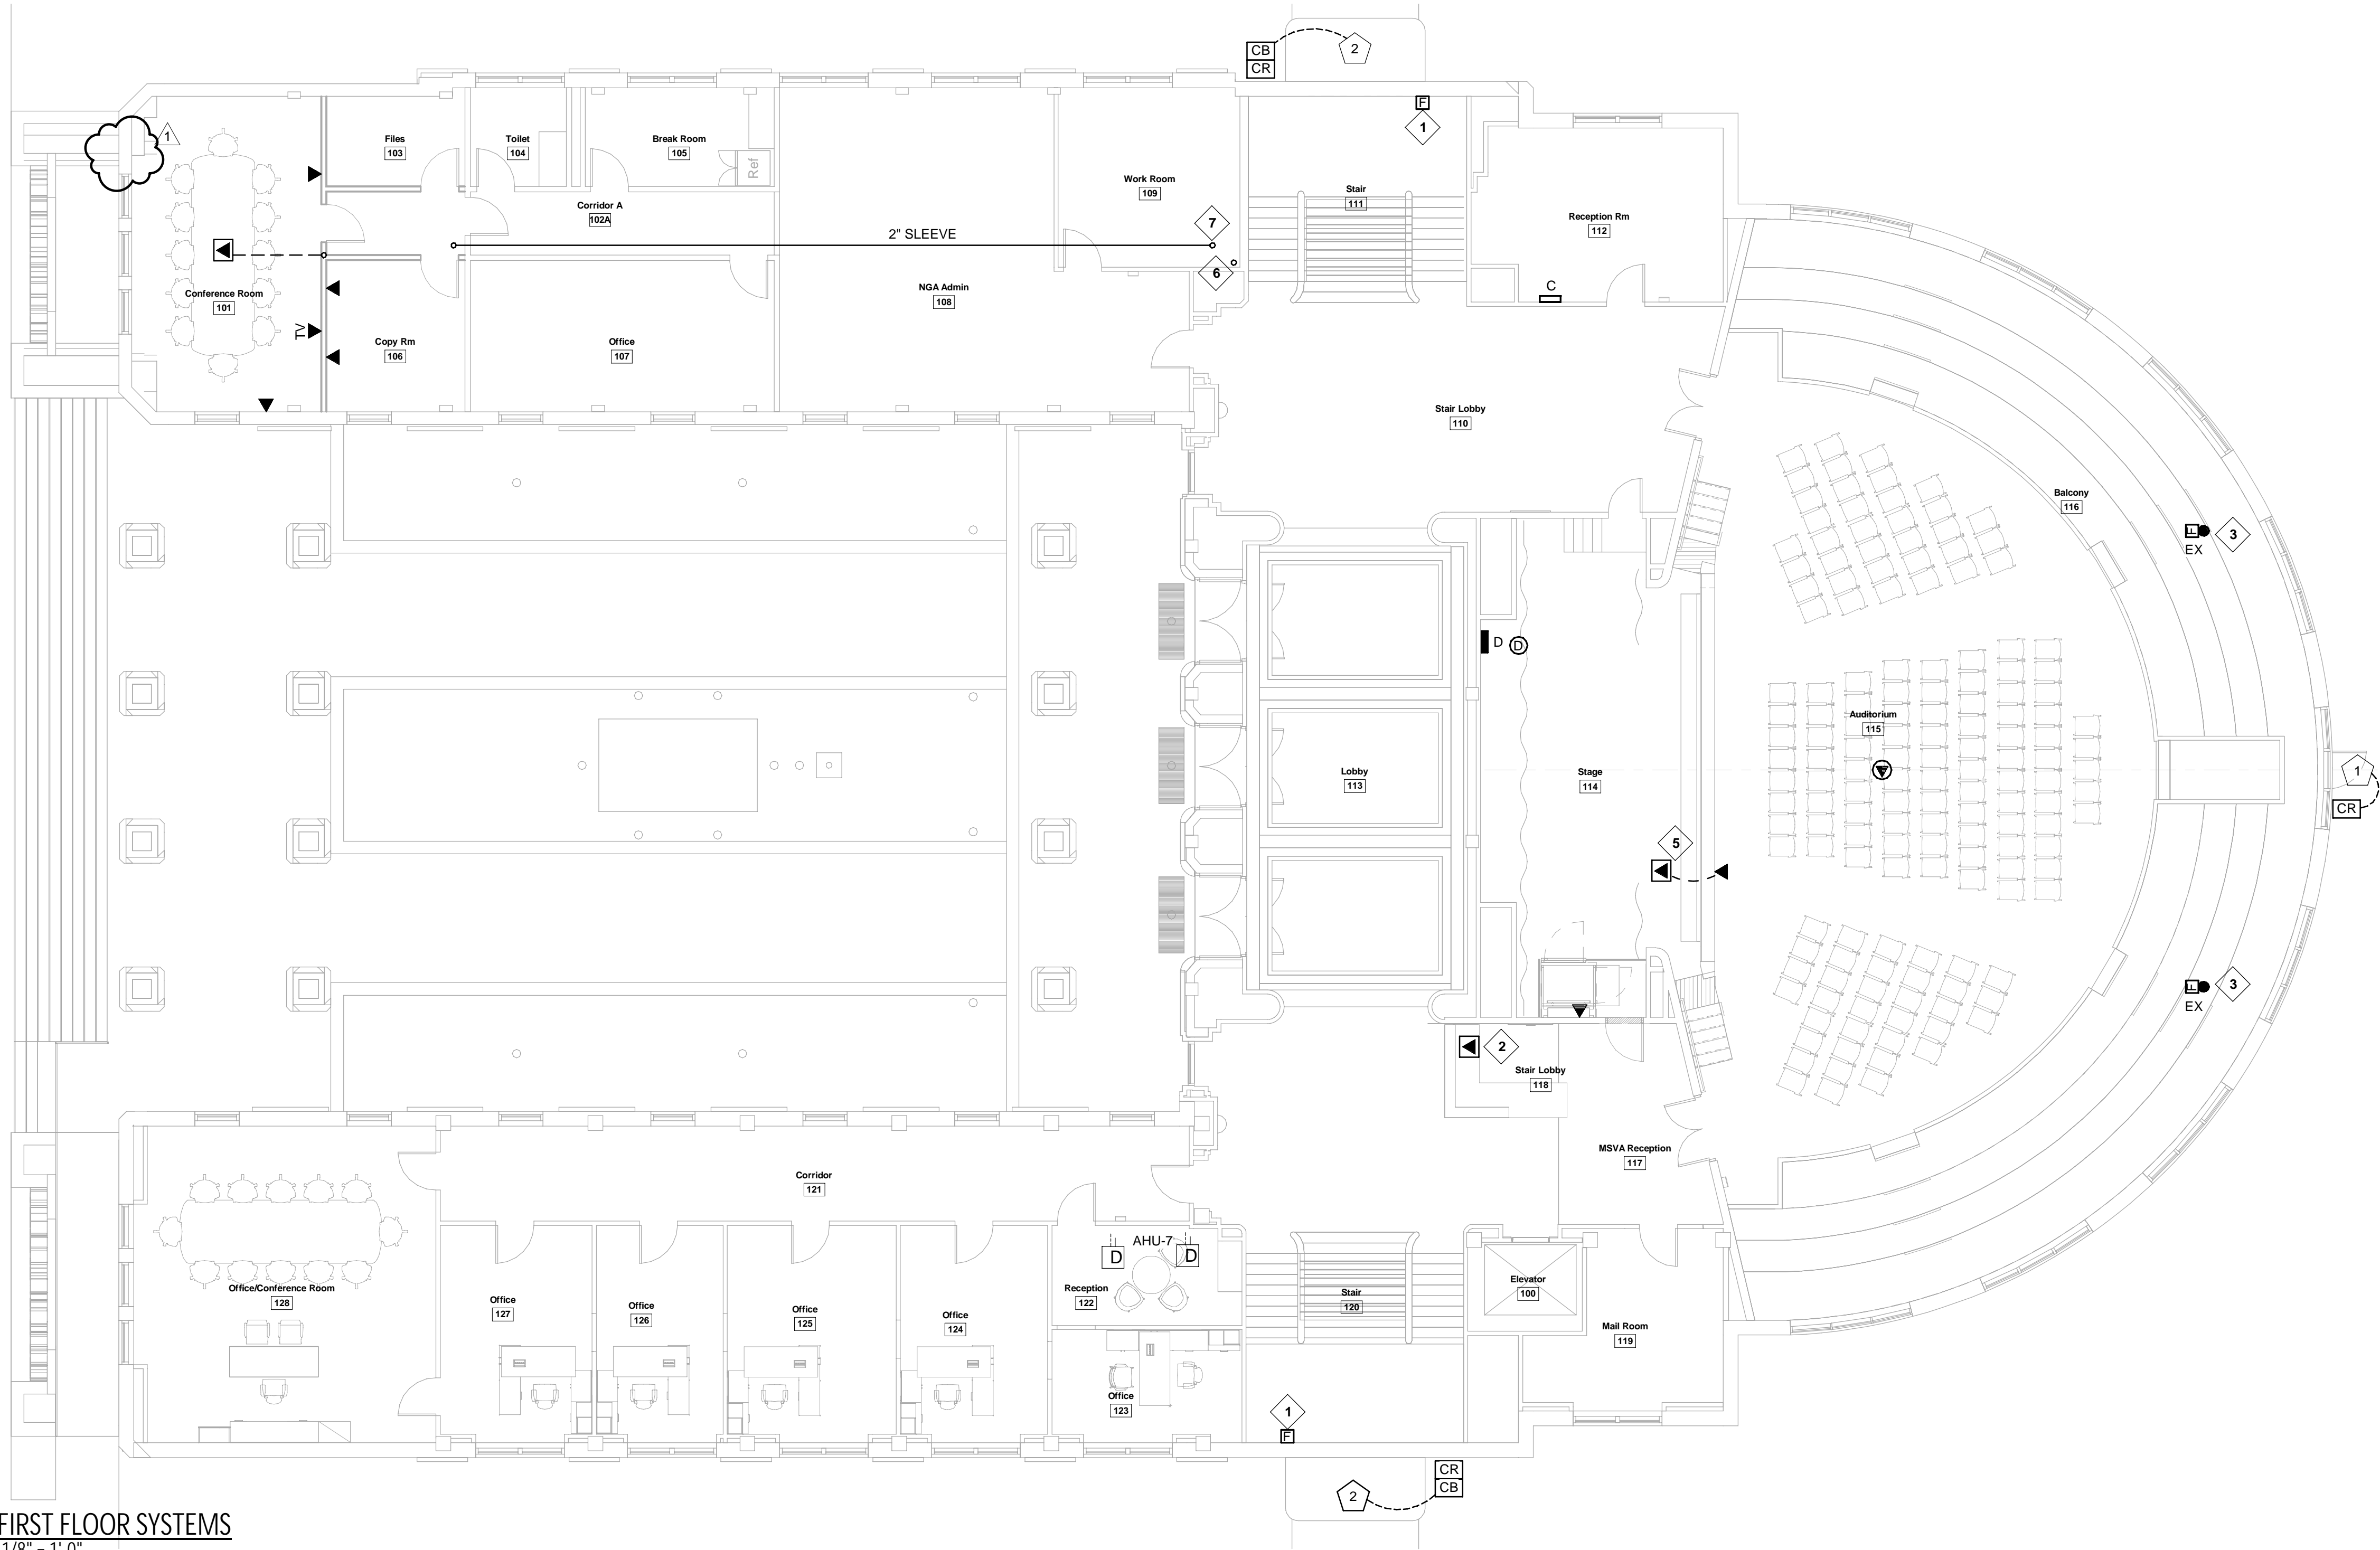 CB
CR
2
F
1
1
Files
103
Toilet
104
Break Room
105
Ref
Work Room
109
Stair
111
Reception Rm
112
Corridor A
102A
7
2" SLEEVE
6
Conference Room
101
NGA Admin
108
C
TV
Copy Rm
106
Office
107
Stair Lobby
110
Balcony
116
F
3
EX
D
D
Auditorium
115
Lobby
113
Stage
114
1
CR
5
F
3
EX
2
Stair Lobby
118
MSVA Reception
117
Corridor
121
AHU-7
D
D
Office/Conference Room
128
Office
127
Office
126
Office
125
Office
124
Reception
122
Stair
120
Elevator
100
Mail Room
119
Office
123
1
F
CR
CB
2
FIRST FLOOR SYSTEMS
1/8" = 1'-0"